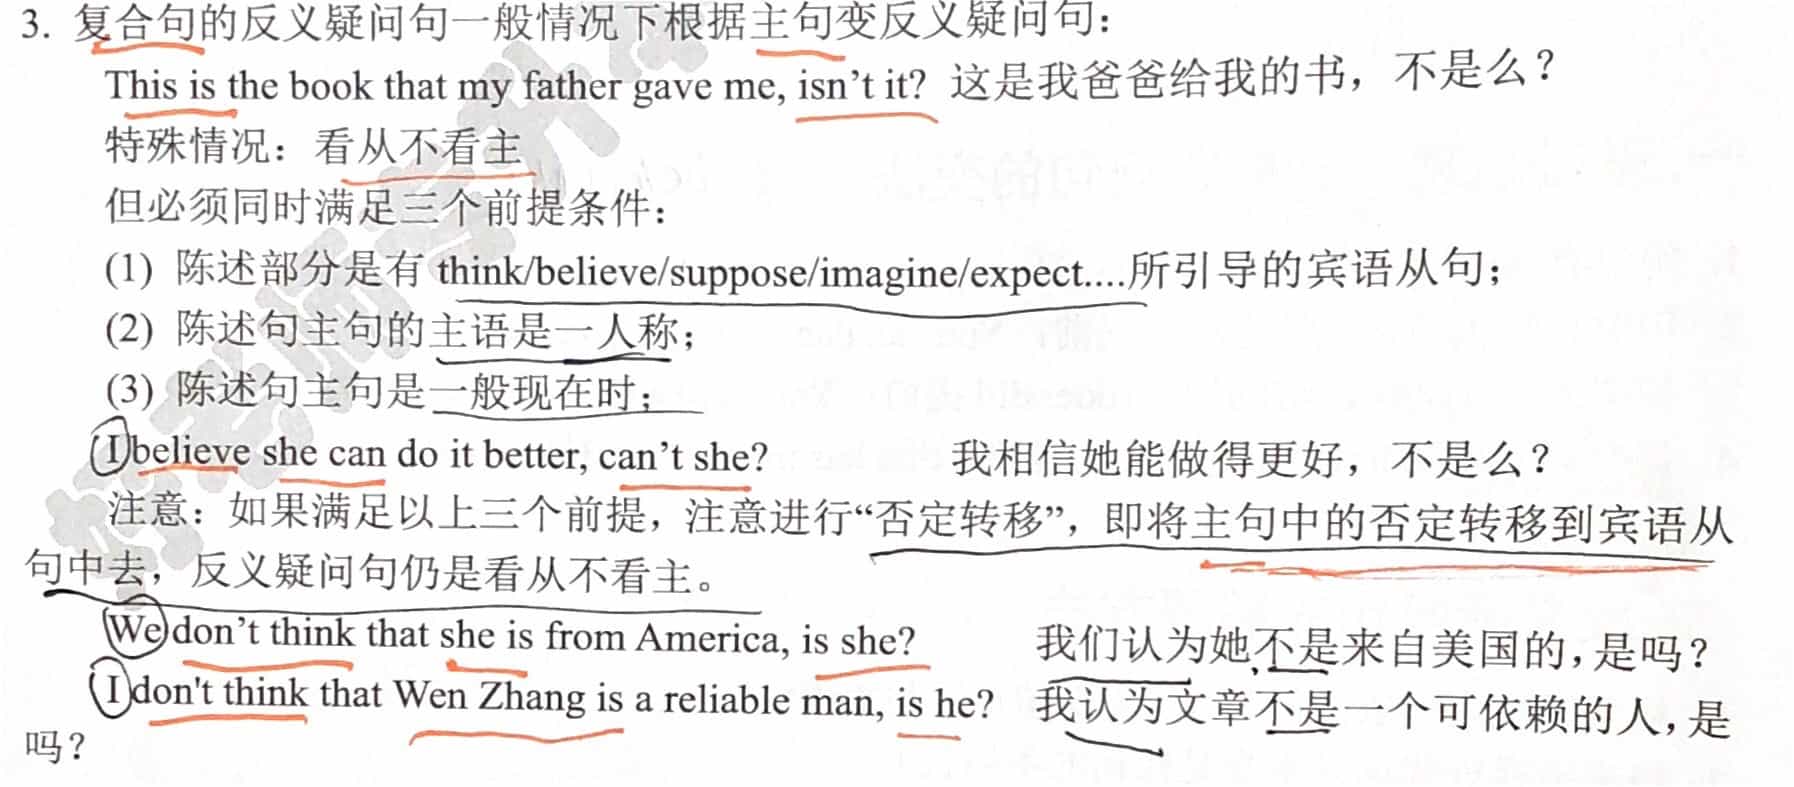 3. 复合句的反义疑问句一般情况下根据主句变反义疑问句：
This is the book that my father gave me, isn't it? 这是我爸爸给我的书，不是么？
特殊情况：看从不看主
但必须同时满足三个前提条件：
(1) 陈述部分是有 think/believe/suppose/imagine/expect....所引导的宾语从句；
(2) 陈述句主句的主语是一人称；
(3) 陈述句主句是一般现在时；
I believe she can do it better, can't she? 我相信她能做得更好，不是么？
注意：如果满足以上三个前提，注意进行“否定转移”，即将主句中的否定转移到宾语从
句中去，反义疑问句仍是看从不看主。
We don't think that she is from America, is she? 我们认为她不是来自美国的，是吗？
I don't think that Wen Zhang is a reliable man, is he? 我认为文章不是一个可依赖的人，是
吗？